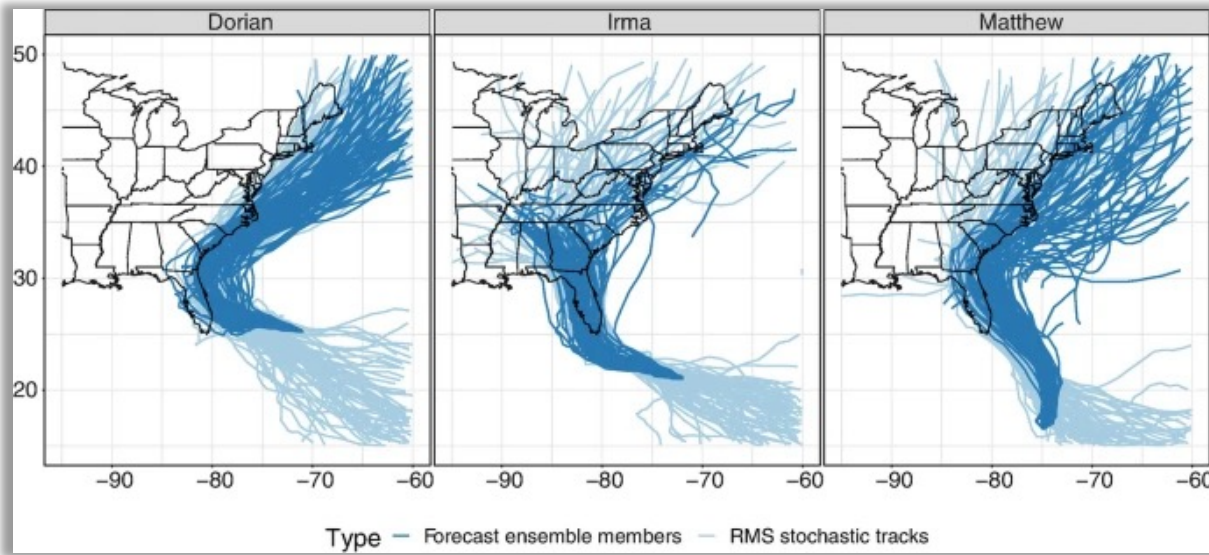 Dorian Irma Matthew
50
40
30
20
−90 −80 −70 −60 −90 −80 −70 −60 −90 −80 −70 −60
Type Forecast ensemble members RMS stochastic tracks